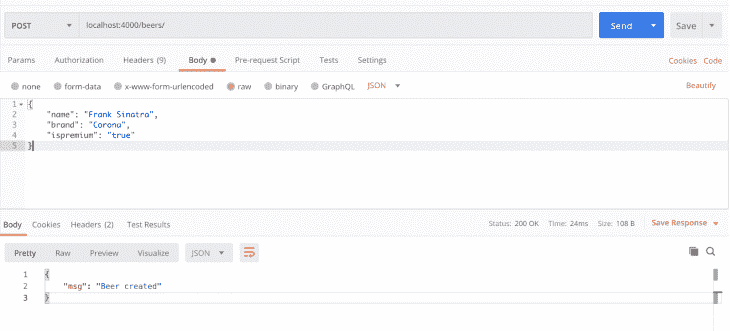 POST localhost:4000/beers/ Send Save
Params Authorization Headers (9) Body Pre-request Script Tests Settings Cookies Code
none form-data x-www-form-urlencoded raw binary GraphQL JSON Beautify
1 {
2 "name": "Frank Sinatra",
3 "brand": "Corona",
4 "ispremium": "true"
5 }
Body Cookies Headers (2) Test Results Status: 200 OK Time: 24ms Size: 108 B Save Response
Pretty Raw Preview Visualize JSON
1 {
2 "msg": "Beer created"
3 }